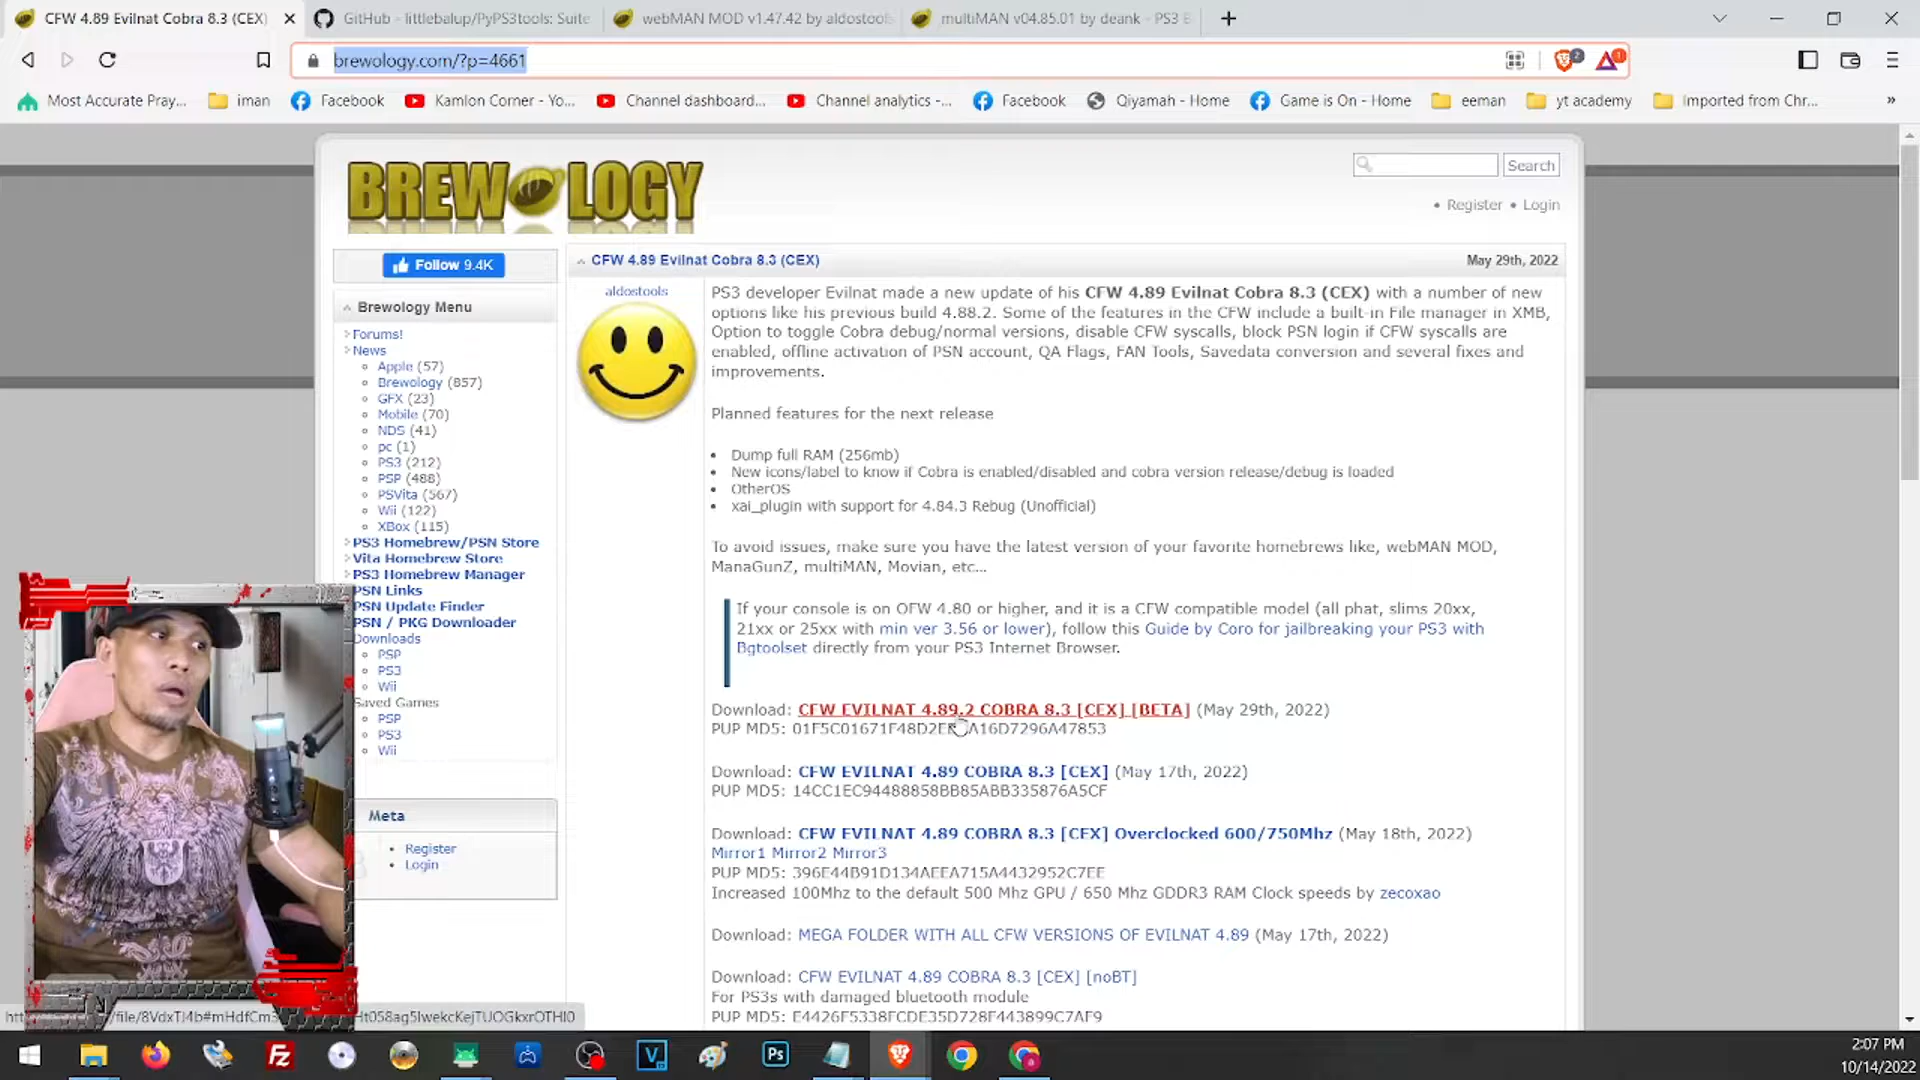 CFW 4.89 Evilnat Cobra 8.3 (CEX)
GitHub - littlebalup/PyPS3tools: Suite
webMAN MOD v1.47.42 by aldostools
multiMAN v04.85.01 by deank - PS3 B
brewology.com/?p=4661
2
1
Most Accurate Pray...
iman
Facebook
Kamlon Corner - Yo...
Channel dashboard...
Channel analytics -...
Facebook
Qiyamah - Home
Game is On - Home
eeman
yt academy
Imported from Chr...
BREWOLOGY
Search
• Register • Login
Follow 9.4K
Brewology Menu
Forums!
News
Apple (57)
Brewology (857)
GFX (23)
Mobile (70)
NDS (41)
pc (1)
PS3 (212)
PSP (488)
PSVita (567)
Wii (122)
XBox (115)
PS3 Homebrew/PSN Store
Vita Homebrew Store
PS3 Homebrew Manager
PSN Links
PSN Update Finder
PSN / PKG Downloader
Downloads
PSP
PS3
Wii
Saved Games
PSP
PS3
Wii
Meta
Register
Login
CFW 4.89 Evilnat Cobra 8.3 (CEX)
May 29th, 2022
aldostools
PS3 developer Evilnat made a new update of his CFW 4.89 Evilnat Cobra 8.3 (CEX) with a number of new
options like his previous build 4.88.2. Some of the features in the CFW include a built-in File manager in XMB,
Option to toggle Cobra debug/normal versions, disable CFW syscalls, block PSN login if CFW syscalls are
enabled, offline activation of PSN account, QA Flags, FAN Tools, Savedata conversion and several fixes and
improvements.
Planned features for the next release
• Dump full RAM (256mb)
• New icons/label to know if Cobra is enabled/disabled and cobra version release/debug is loaded
• OtherOS
• xai_plugin with support for 4.84.3 Rebug (Unofficial)
To avoid issues, make sure you have the latest version of your favorite homebrews like, webMAN MOD,
ManaGunZ, multiMAN, Movian, etc...
If your console is on OFW 4.80 or higher, and it is a CFW compatible model (all phat, slims 20xx,
21xx or 25xx with min ver 3.56 or lower), follow this Guide by Coro for jailbreaking your PS3 with
Bgtoolset directly from your PS3 Internet Browser.
Download: CFW EVILNAT 4.89.2 COBRA 8.3 [CEX] [BETA] (May 29th, 2022)
PUP MD5: 
Download: CFW EVILNAT 4.89 COBRA 8.3 [CEX] (May 17th, 2022)
PUP MD5: 14CC1EC94488858BB85ABB335876A5CF
Download: CFW EVILNAT 4.89 COBRA 8.3 [CEX] Overclocked 600/750Mhz (May 18th, 2022)
Mirror1 Mirror2 Mirror3
PUP MD5: 396E44B91D134AEEA715A4432952C7EE
Increased 100Mhz to the default 500 Mhz GPU / 650 Mhz GDDR3 RAM Clock speeds by zecoxao
Download: MEGA FOLDER WITH ALL CFW VERSIONS OF EVILNAT 4.89 (May 17th, 2022)
Download: CFW EVILNAT 4.89 COBRA 8.3 [CEX] [noBT]
For PS3s with damaged bluetooth module
PUP MD5: E4426F5338FCDE35D728F443899C7AF9
2:07 PM
10/14/2022